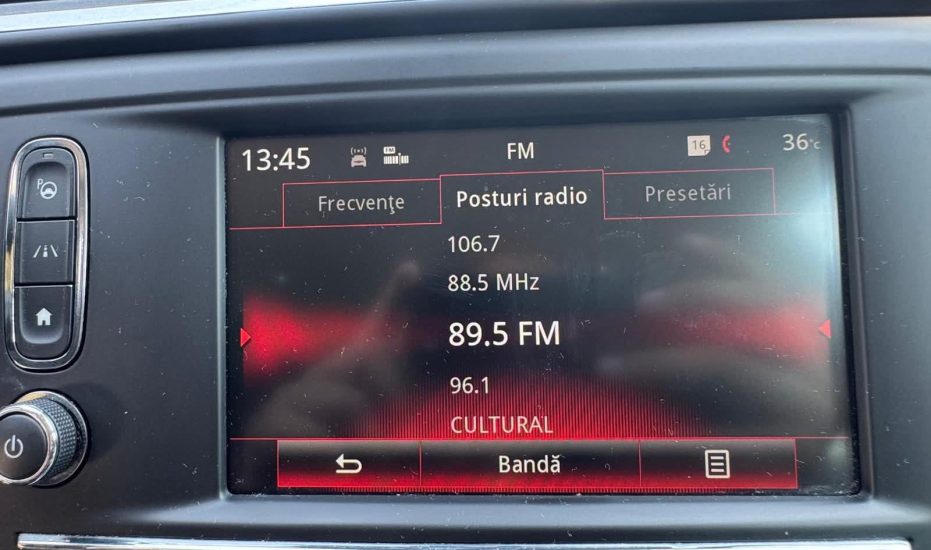 13:45
FM
FM
16
36°C
Frecvenţe
Posturi radio
Presetări
106.7
88.5 MHz
89.5 FM
96.1
CULTURAL
Bandă
P